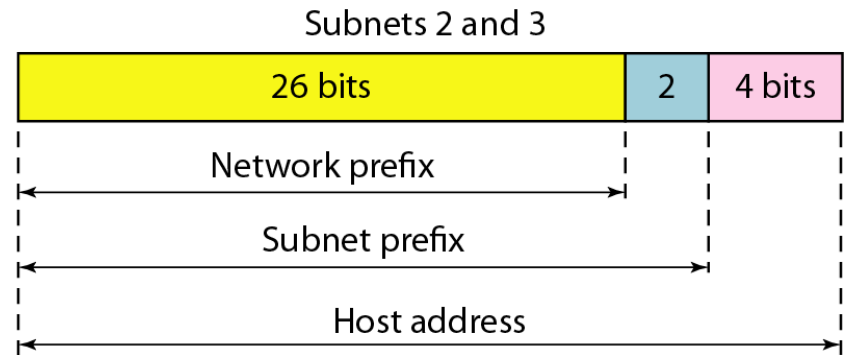 Subnets 2 and 3
26 bits 2 4 bits
Network prefix
Subnet prefix
Host address